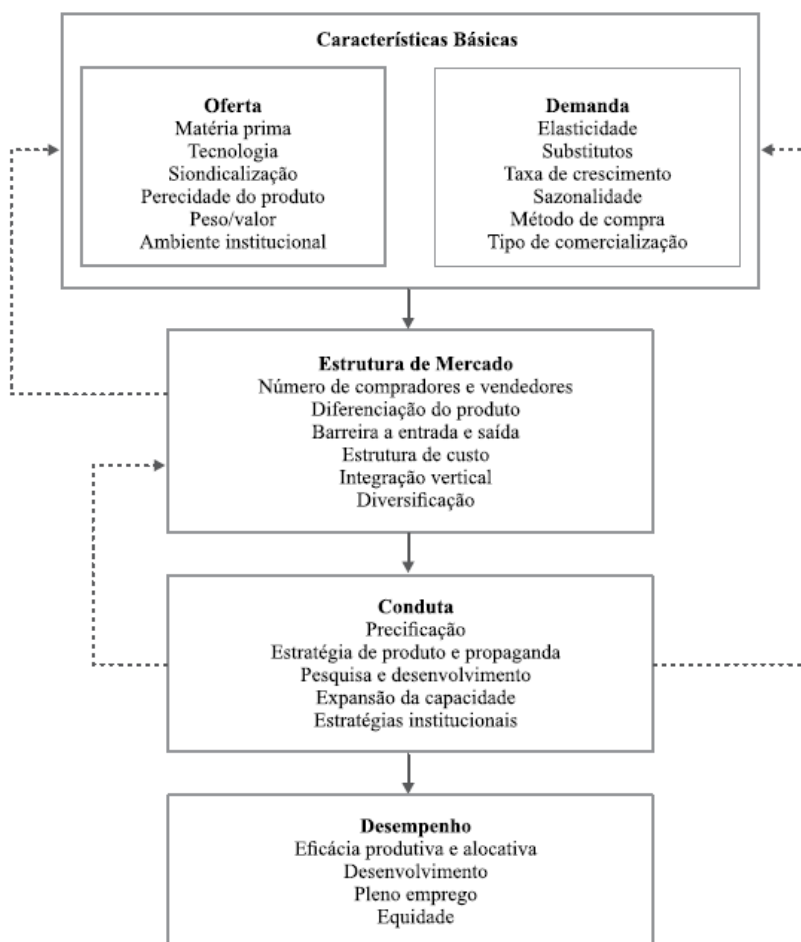 Características Básicas
Oferta
Matéria prima
Tecnologia
Siondicalização
Perecidade do produto
Peso/valor
Ambiente institucional
Demanda
Elasticidade
Substitutos
Taxa de crescimento
Sazonalidade
Método de compra
Tipo de comercialização
Estrutura de Mercado
Número de compradores e vendedores
Diferenciação do produto
Barreira a entrada e saída
Estrutura de custo
Integração vertical
Diversificação
Conduta
Precificação
Estratégia de produto e propaganda
Pesquisa e desenvolvimento
Expansão da capacidade
Estratégias institucionais
Desempenho
Eficácia produtiva e alocativa
Desenvolvimento
Pleno emprego
Equidade